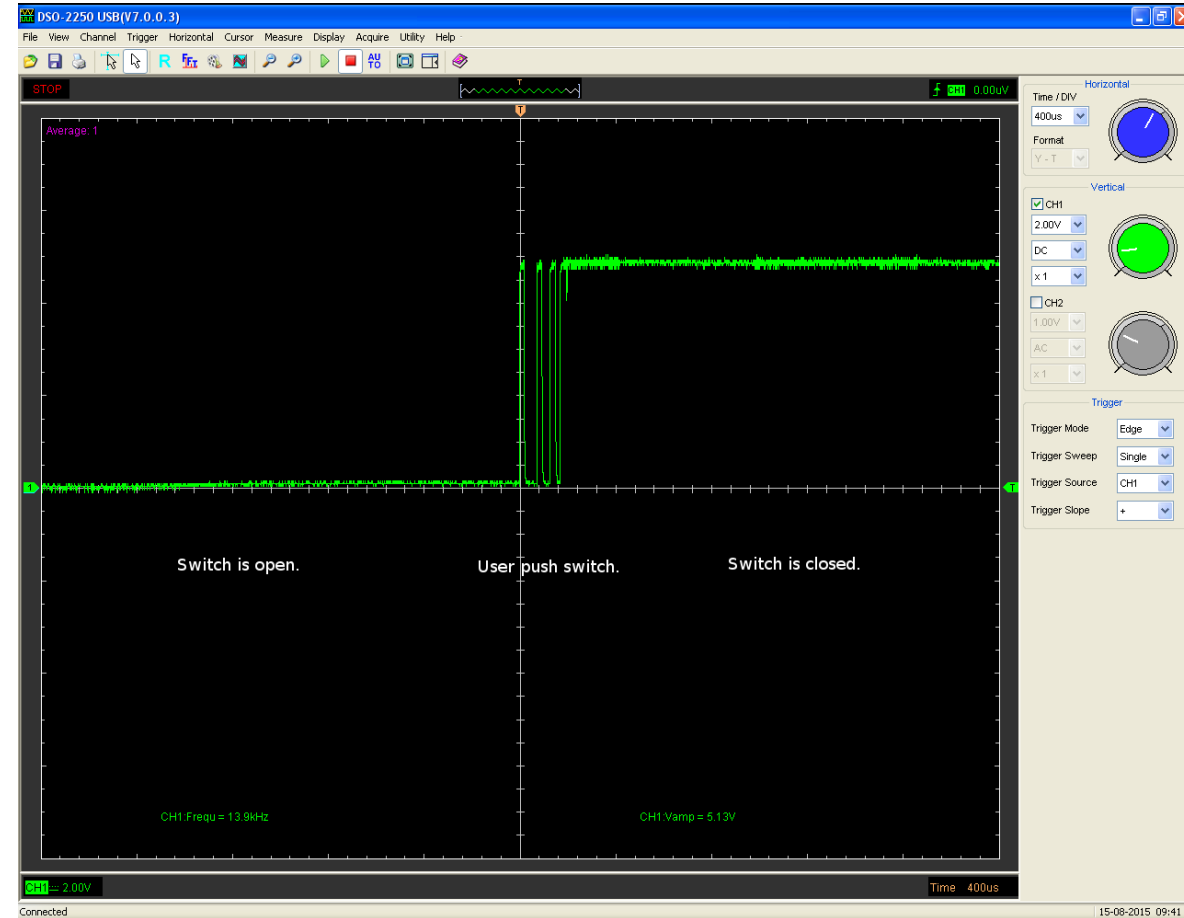 DSO-2250 USB(V7.0.0.3)
File View Channel Trigger Horizontal Cursor Measure Display Acquire Utility Help
R FFT AU TO
STOP T CH1 0.00uV
T
Average: 1
1 T
Switch is open. User push switch. Switch is closed.
CH1:Frequ = 13.9kHz CH1:Vamp = 5.13V
CH1 2.00V Time 400us
Horizontal
Time / DIV
400us
Format
Y - T
Vertical
CH1
2.00V
DC
x 1
CH2
1.00V
AC
x 1
Trigger
Trigger Mode Edge
Trigger Sweep Single
Trigger Source CH1
Trigger Slope +
Connected 15-08-2015 09:41